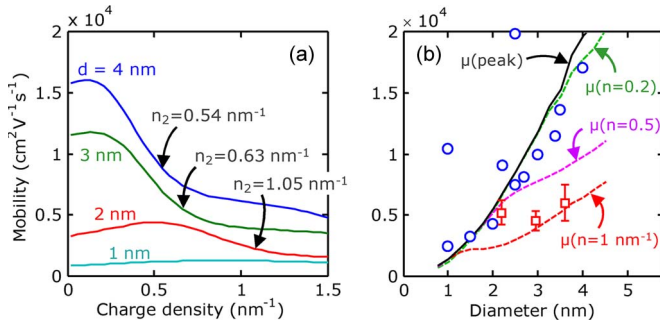 × 10⁴
2
1.5
1
0.5
0
Mobility (cm²V⁻¹s⁻¹)
(a)
d = 4 nm
3 nm
2 nm
1 nm
n₂=0.54 nm⁻¹
n₂=0.63 nm⁻¹
n₂=1.05 nm⁻¹
0 0.5 1 1.5
Charge density (nm⁻¹)
× 10⁴
2
1.5
1
0.5
0
(b)
μ(peak)
μ(n=0.2)
μ(n=0.5)
μ(n=1 nm⁻¹)
0 1 2 3 4 5
Diameter (nm)